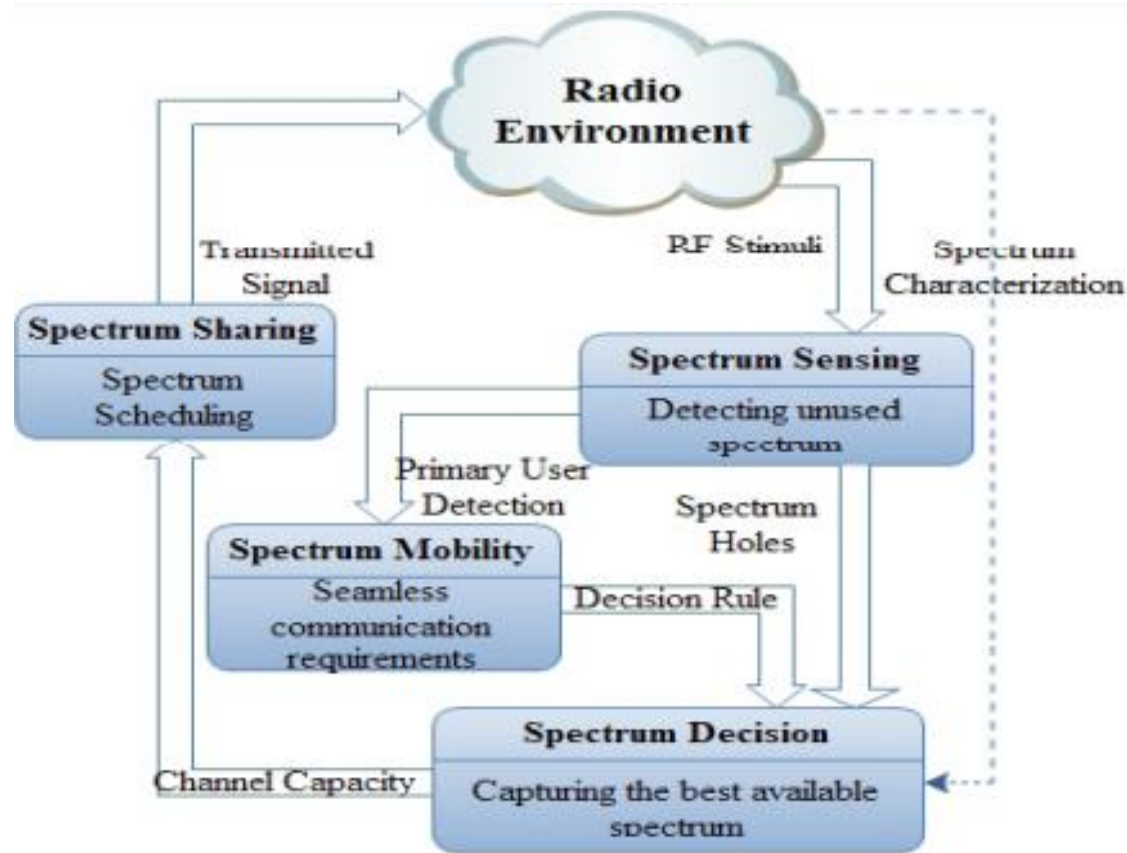 Radio
Environment
Transmitted
Signal
RF Stimuli
Spectrum
Characterization
Spectrum Sharing
Spectrum
Scheduling
Spectrum Sensing
Detecting unused
spectrum
Primary User
Detection
Spectrum
Holes
Spectrum Mobility
Seamless
communication
requirements
Decision Rule
Spectrum Decision
Capturing the best available
spectrum
Channel Capacity